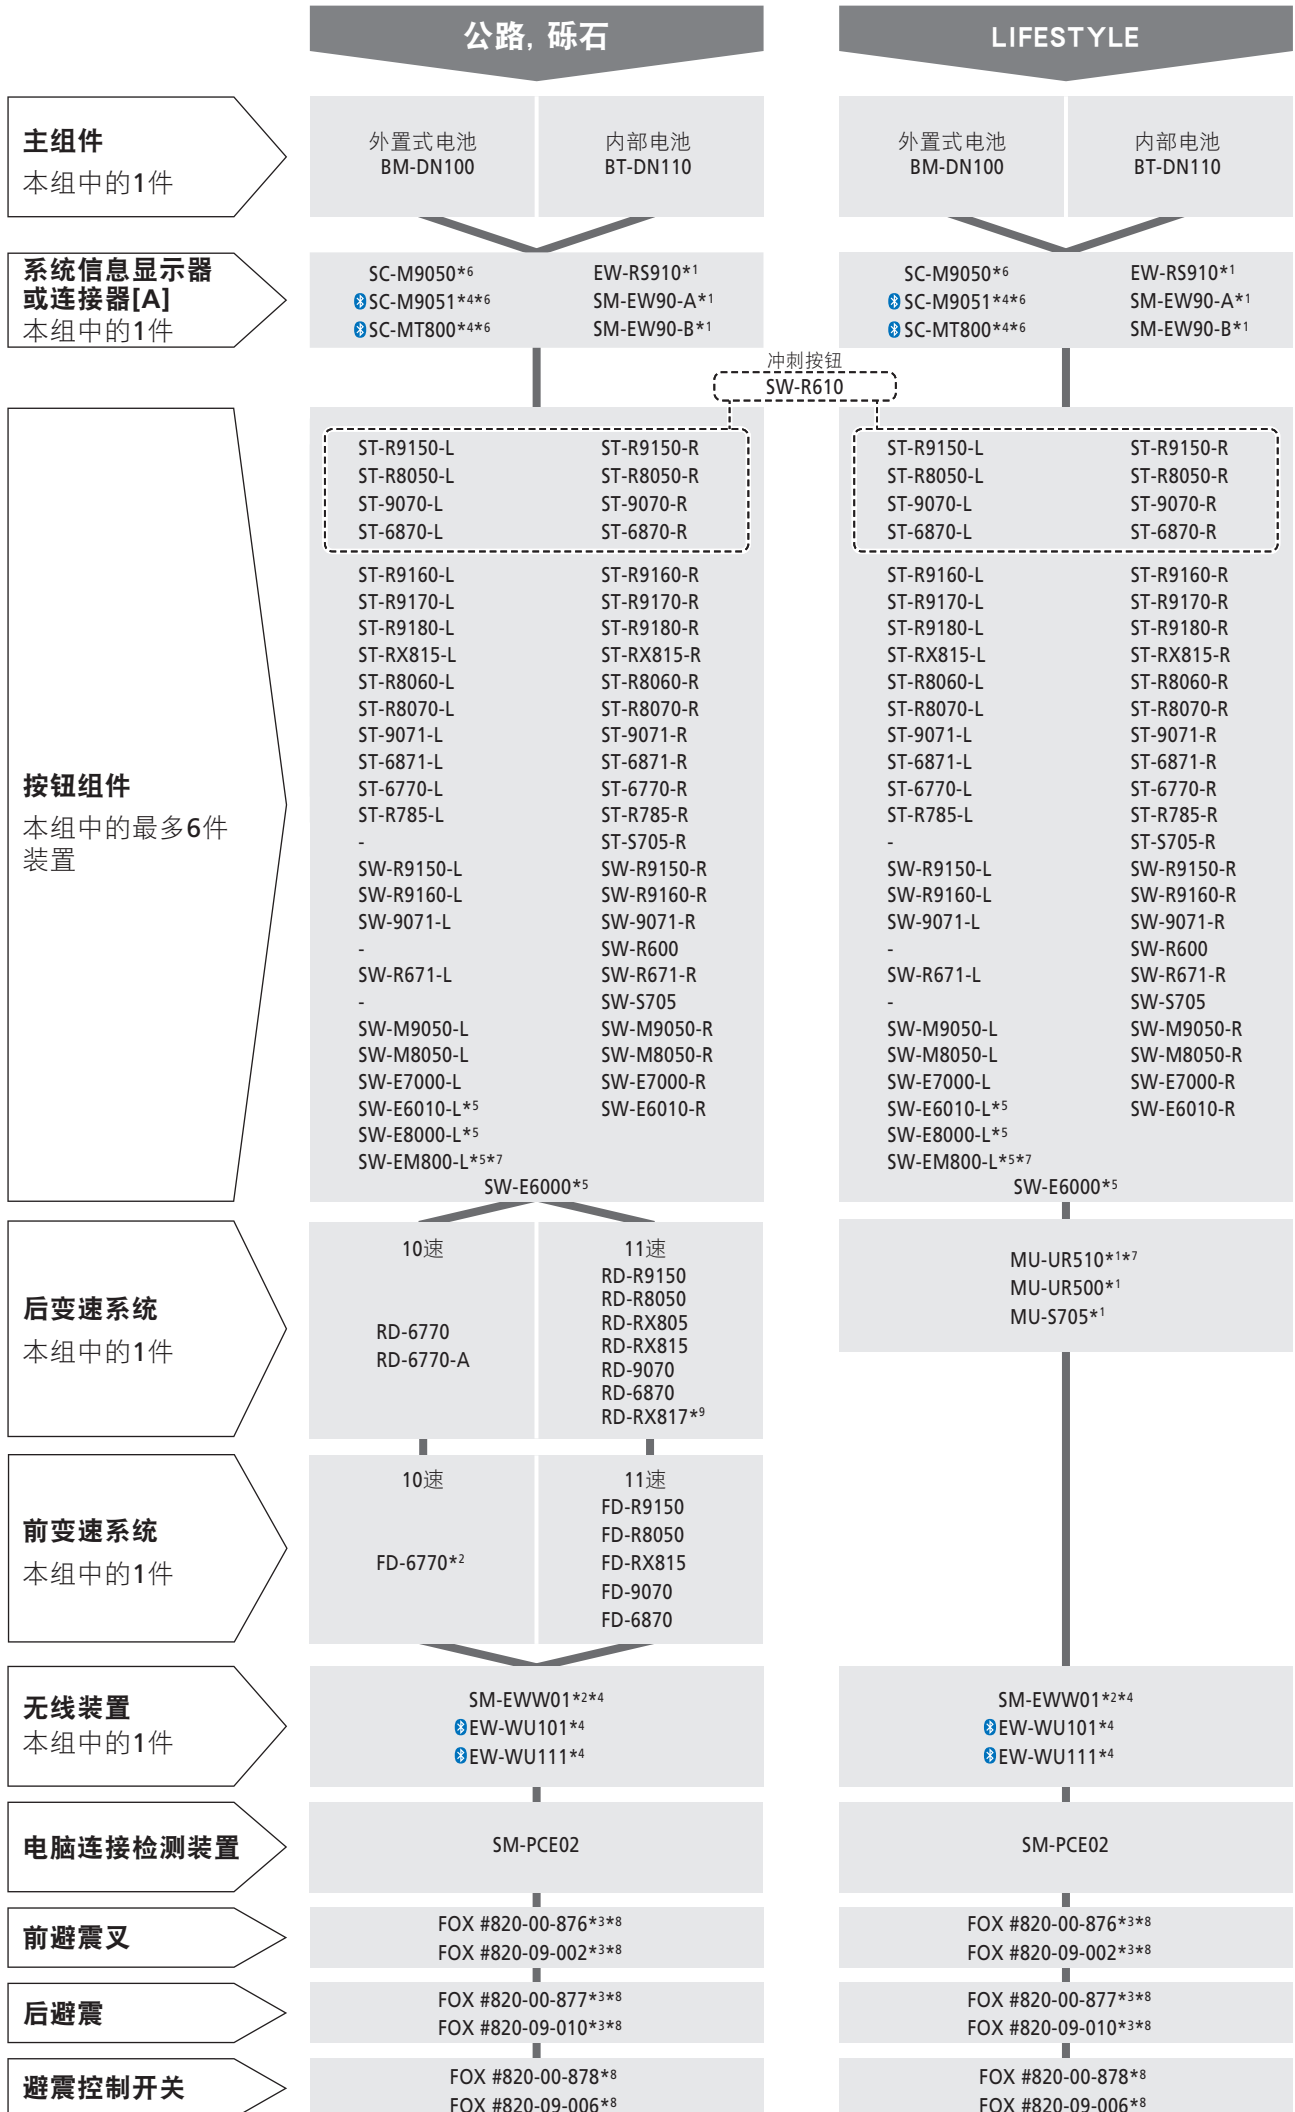 公路, 砾石
LIFESTYLE
主组件
本组中的1件
外置式电池
BM-DN100
内部电池
BT-DN110
外置式电池
BM-DN100
内部电池
BT-DN110
系统信息显示器
或连接器[A]
本组中的1件
SC-M9050*6
SC-M9051*4*6
SC-MT800*4*6
EW-RS910*1
SM-EW90-A*1
SM-EW90-B*1
SC-M9050*6
SC-M9051*4*6
SC-MT800*4*6
EW-RS910*1
SM-EW90-A*1
SM-EW90-B*1
冲刺按钮
SW-R610
按钮组件
本组中的最多6件
装置
ST-R9150-L
ST-R8050-L
ST-9070-L
ST-6870-L
ST-R9160-L
ST-R9170-L
ST-R9180-L
ST-RX815-L
ST-R8060-L
ST-R8070-L
ST-9071-L
ST-6871-L
ST-6770-L
ST-R785-L
-
SW-R9150-L
SW-R9160-L
SW-9071-L
-
SW-R671-L
-
SW-M9050-L
SW-M8050-L
SW-E7000-L
SW-E6010-L*5
SW-E8000-L*5
SW-EM800-L*5*7
ST-R9150-R
ST-R8050-R
ST-9070-R
ST-6870-R
ST-R9160-R
ST-R9170-R
ST-R9180-R
ST-RX815-R
ST-R8060-R
ST-R8070-R
ST-9071-R
ST-6871-R
ST-6770-R
ST-R785-R
ST-S705-R
SW-R9150-R
SW-R9160-R
SW-9071-R
SW-R600
SW-R671-R
SW-S705
SW-M9050-R
SW-M8050-R
SW-E7000-R
SW-E6010-R
SW-E6000*5
ST-R9150-L
ST-R8050-L
ST-9070-L
ST-6870-L
ST-R9160-L
ST-R9170-L
ST-R9180-L
ST-RX815-L
ST-R8060-L
ST-R8070-L
ST-9071-L
ST-6871-L
ST-6770-L
ST-R785-L
-
SW-R9150-L
SW-R9160-L
SW-9071-L
-
SW-R671-L
-
SW-M9050-L
SW-M8050-L
SW-E7000-L
SW-E6010-L*5
SW-E8000-L*5
SW-EM800-L*5*7
ST-R9150-R
ST-R8050-R
ST-9070-R
ST-6870-R
ST-R9160-R
ST-R9170-R
ST-R9180-R
ST-RX815-R
ST-R8060-R
ST-R8070-R
ST-9071-R
ST-6871-R
ST-6770-R
ST-R785-R
ST-S705-R
SW-R9150-R
SW-R9160-R
SW-9071-R
SW-R600
SW-R671-R
SW-S705
SW-M9050-R
SW-M8050-R
SW-E7000-R
SW-E6010-R
SW-E6000*5
后变速系统
本组中的1件
10速
RD-6770
RD-6770-A
11速
RD-R9150
RD-R8050
RD-RX805
RD-RX815
RD-9070
RD-6870
RD-RX817*9
MU-UR510*1*7
MU-UR500*1
MU-S705*1
前变速系统
本组中的1件
10速
FD-6770*2
11速
FD-R9150
FD-R8050
FD-RX815
FD-9070
FD-6870
无线装置
本组中的1件
SM-EWW01*2*4
EW-WU101*4
EW-WU111*4
SM-EWW01*2*4
EW-WU101*4
EW-WU111*4
电脑连接检测装置
SM-PCE02
SM-PCE02
前避震叉
FOX #820-00-876*3*8
FOX #820-09-002*3*8
FOX #820-00-876*3*8
FOX #820-09-002*3*8
后避震
FOX #820-00-877*3*8
FOX #820-09-010*3*8
FOX #820-00-877*3*8
FOX #820-09-010*3*8
避震控制开关
FOX #820-00-878*8
FOX #820-09-006*8
FOX #820-00-878*8
FOX #820-09-006*8